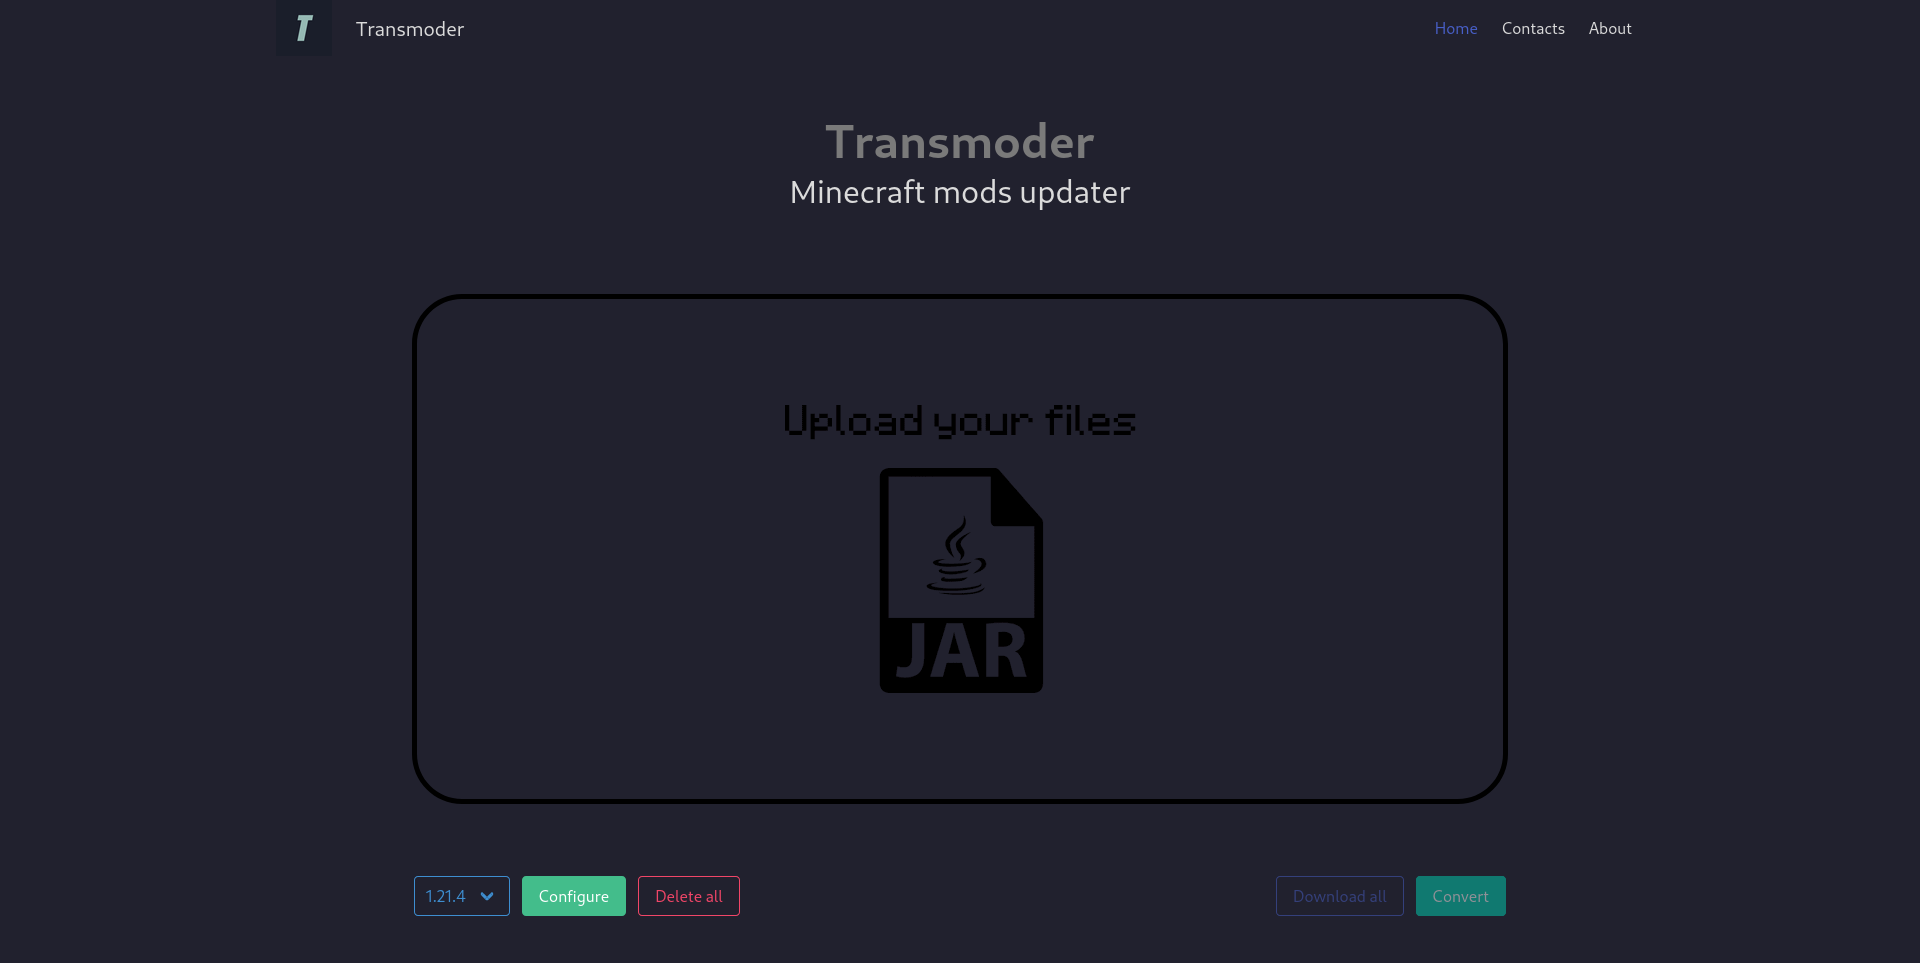 T Transmoder Home Contacts About
Transmoder
Minecraft mods updater
Upload your files
JAR
1.21.4 Configure Delete all Download all Convert